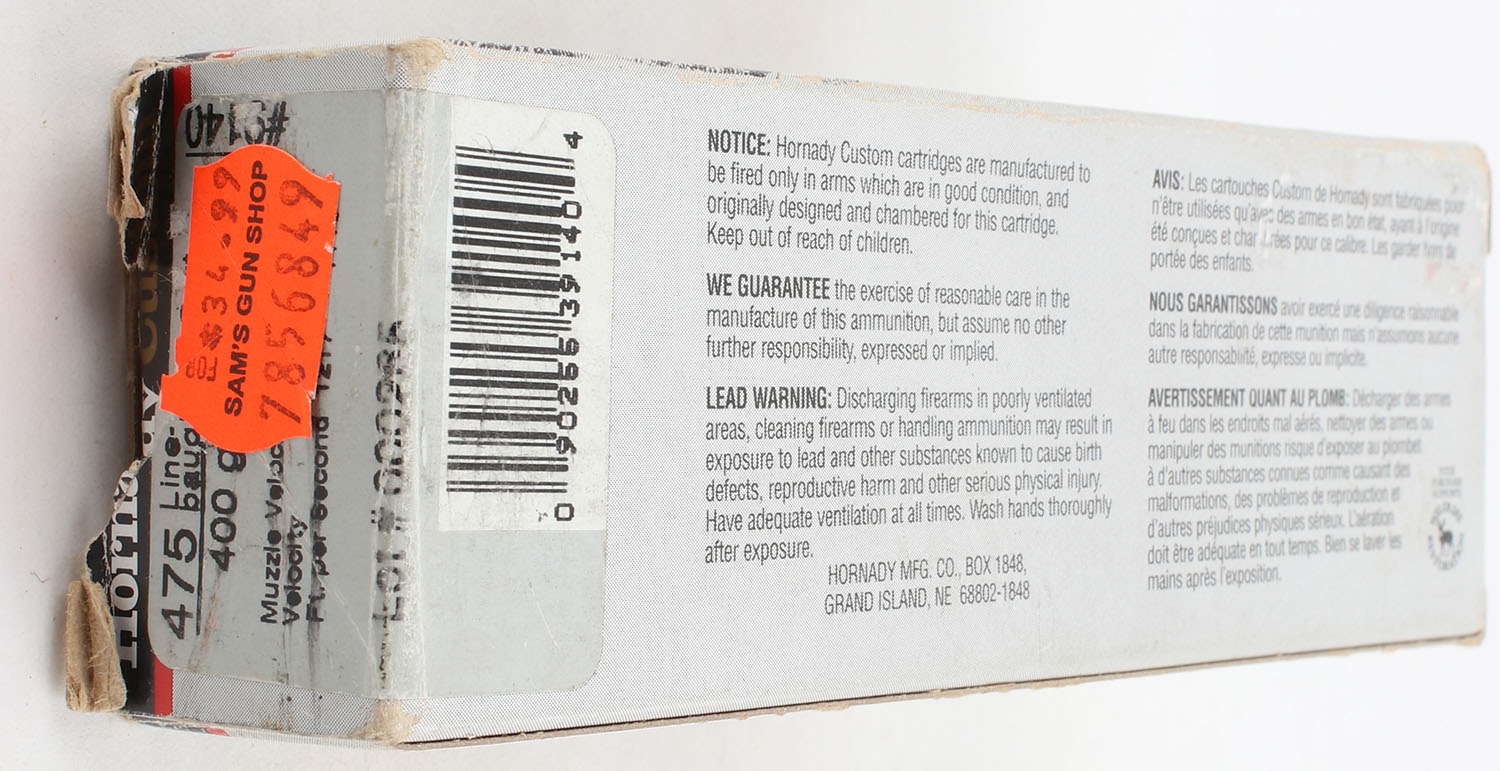 #9140
$34.99
SAM'S GUN SHOP
7856849
475 Line-
baug
400 g
Muzzle Veloc
Velocity
Ft. per second
0 90255 39140 4
NOTICE: Hornady Custom cartridges are manufactured to
be fired only in arms which are in good condition, and
originally designed and chambered for this cartridge.
Keep out of reach of children.
WE GUARANTEE the exercise of reasonable care in the
manufacture of this ammunition, but assume no other
further responsibility, expressed or implied.
LEAD WARNING: Discharging firearms in poorly ventilated
areas, cleaning firearms or handling ammunition may result in
exposure to lead and other substances known to cause birth
defects, reproductive harm and other serious physical injury.
Have adequate ventilation at all times. Wash hands thoroughly
after exposure.
HORNADY MFG. CO., BOX 1848,
GRAND ISLAND, NE 68802-1848
AVIS: Les cartouches Custom de Hornady sont fabriquées pour
n'être utilisées qu'avec des armes en bon état, ayant à l'origine
été conçues et rées pour ce calibre. Les garder hors de
portée des enfants.
NOUS GARANTISSONS avoir exercé une diligence raisonnable
dans la fabrication de cette munition mais n'assumons aucune
autre responsabilité, expresse ou implicite.
AVERTISSEMENT QUANT AU PLOMB: Décharger des armes
à feu dans les endroits mal aérés, nettoyer des armes ou
manipuler des munitions risque d'exposer au plombet
à d'autres substances connues comme causant des
malformations, des problèmes de reproduction et
d'autres préjudices physiques sérieux. L'aération
doit être adéquate en tout temps. Bien se laver les
mains après l'exposition.